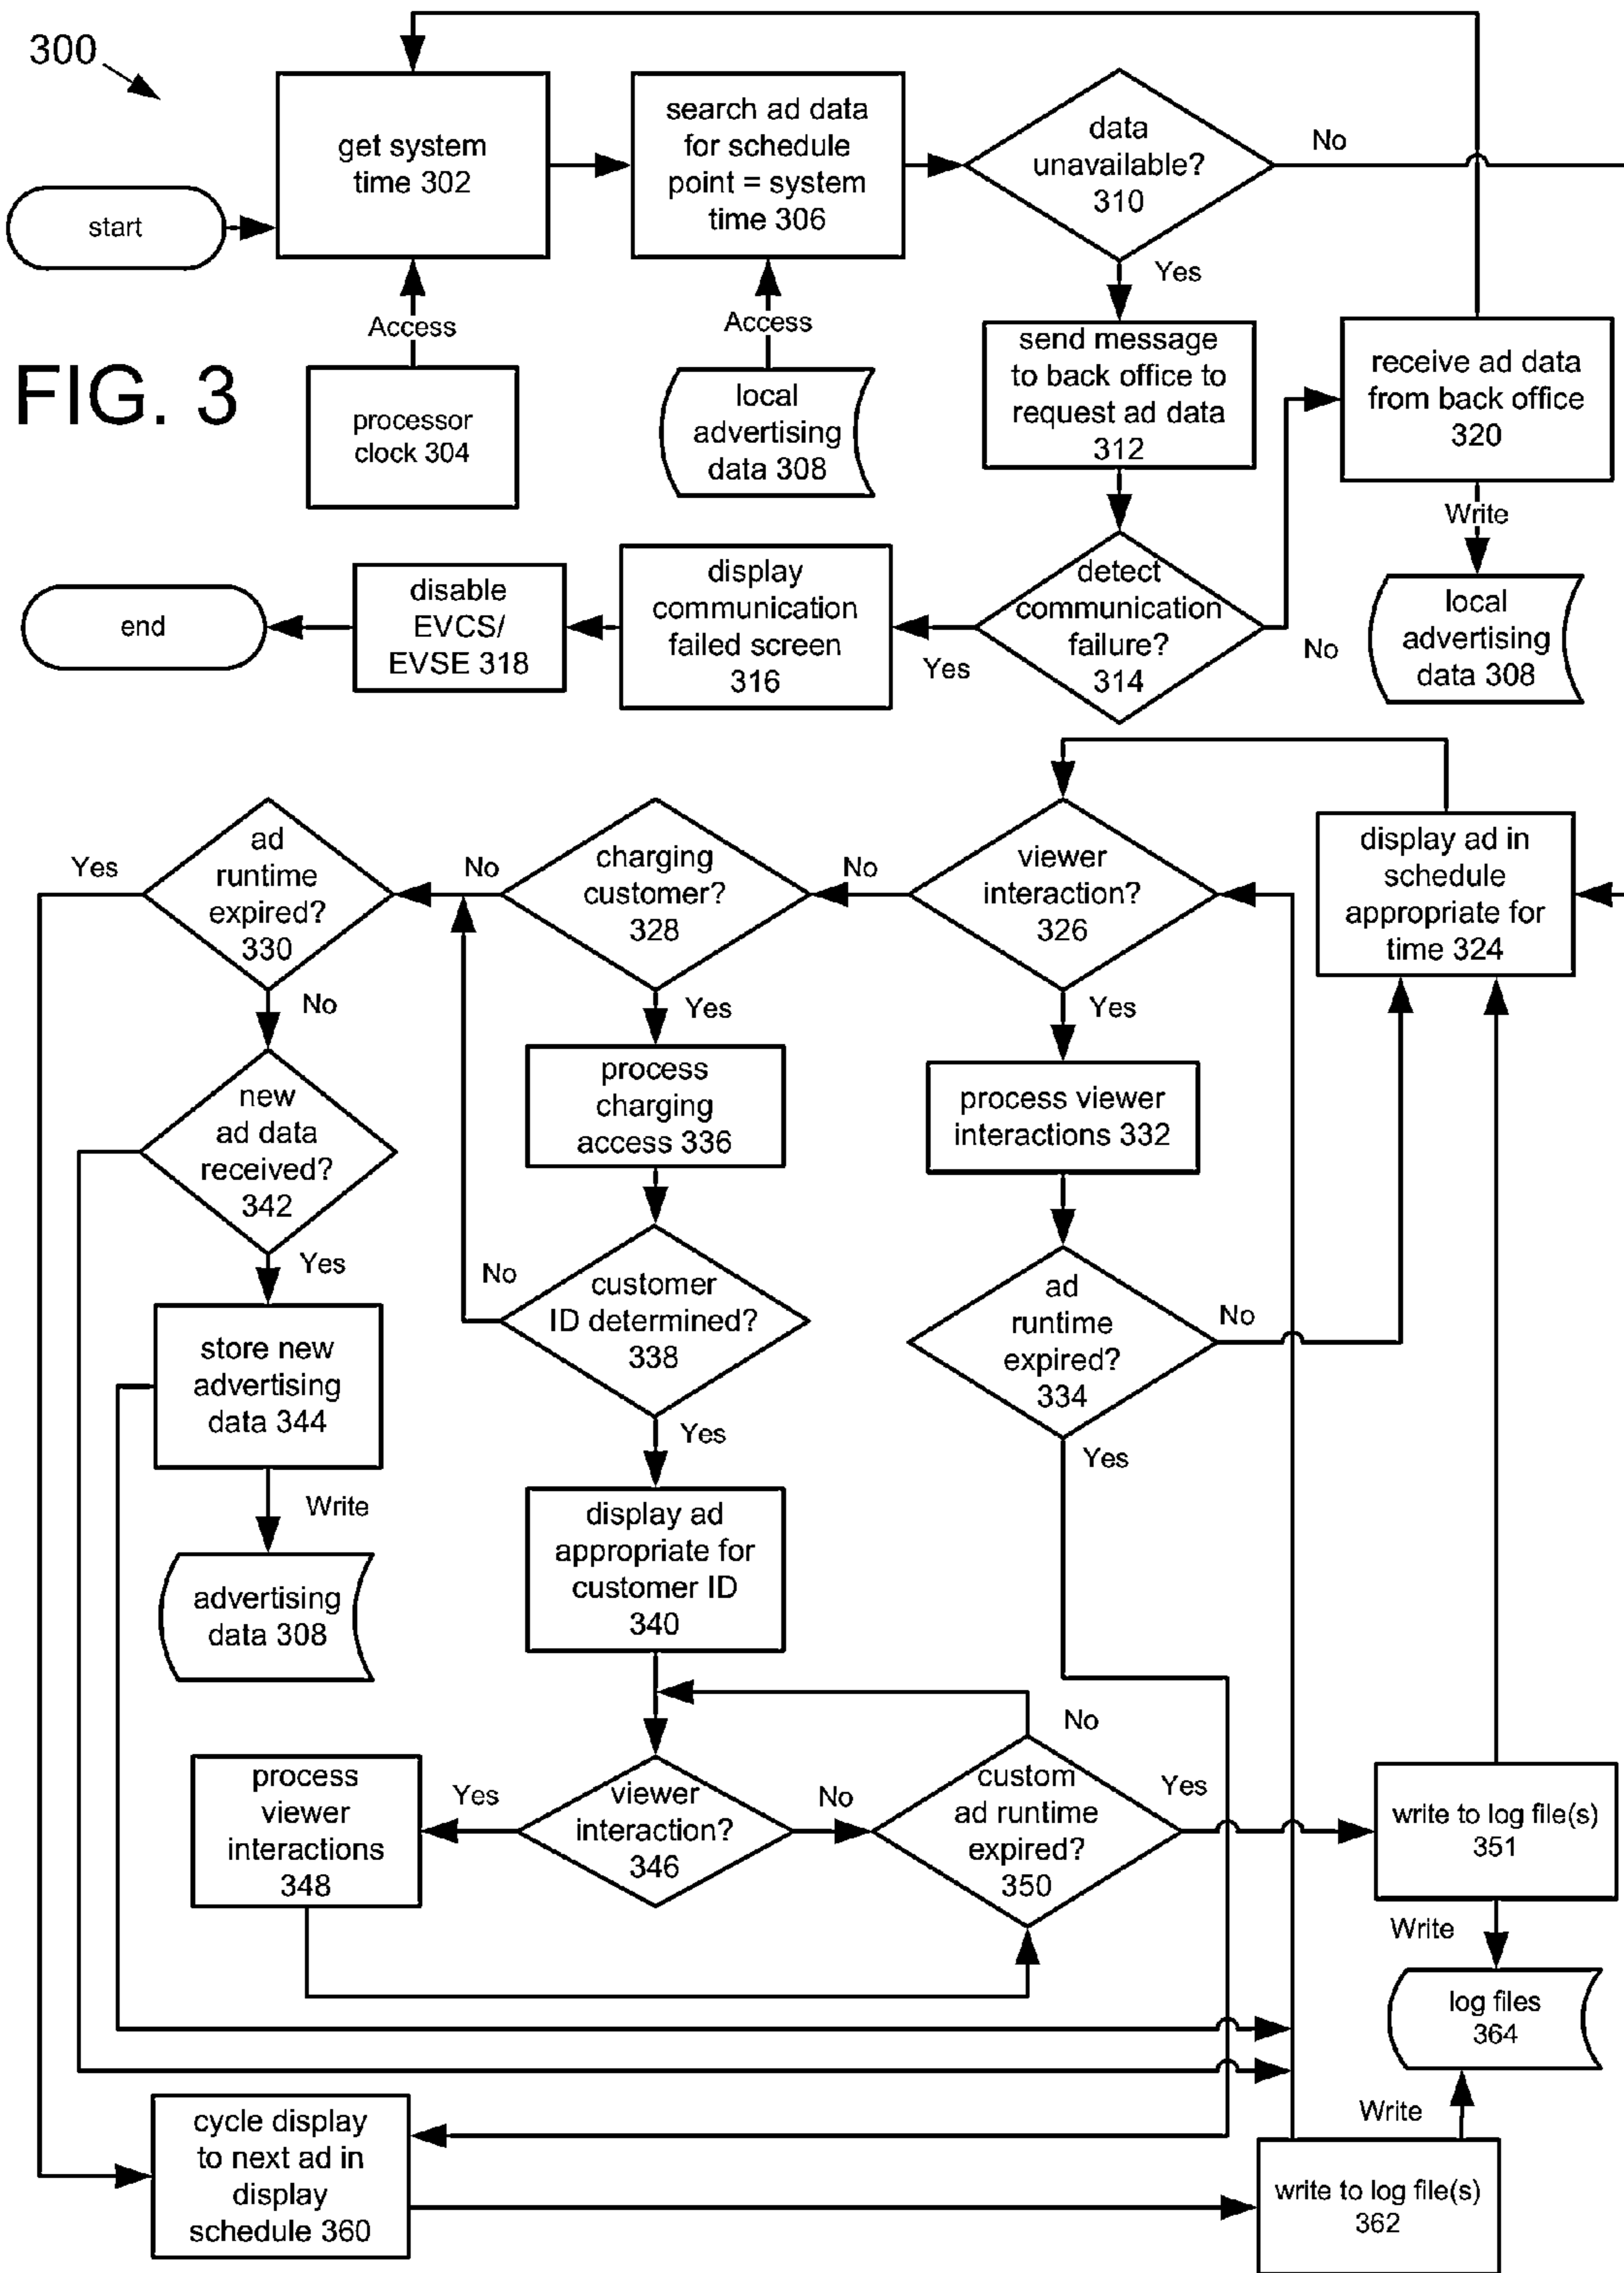 300
get system
time 302
search ad data
for schedule
point = system
time 306
data
unavailable?
310
No
start
Yes
Access
Access
FIG. 3
processor
clock 304
local
advertising
data 308
send message
to back office to
request ad data
312
receive ad data
from back office
320
Write
end
disable
EVCS/
EVSE 318
display
communication
failed screen
316
Yes
detect
communication
failure?
314
No
local
advertising
data 308
Yes
ad
runtime
expired?
330
No
charging
customer?
328
No
viewer
interaction?
326
display ad in
schedule
appropriate for
time 324
No
Yes
Yes
new
ad data
received?
342
process
charging
access 336
process viewer
interactions 332
Yes
No
customer
ID determined?
338
ad
runtime
expired?
334
No
store new
advertising
data 344
Yes
Yes
Write
display ad
appropriate for
customer ID
340
advertising
data 308
No
process
viewer
interactions
348
Yes
viewer
interaction?
346
No
custom
ad runtime
expired?
350
Yes
write to log file(s)
351
Write
log files
364
cycle display
to next ad in
display
schedule 360
Write
write to log file(s)
362